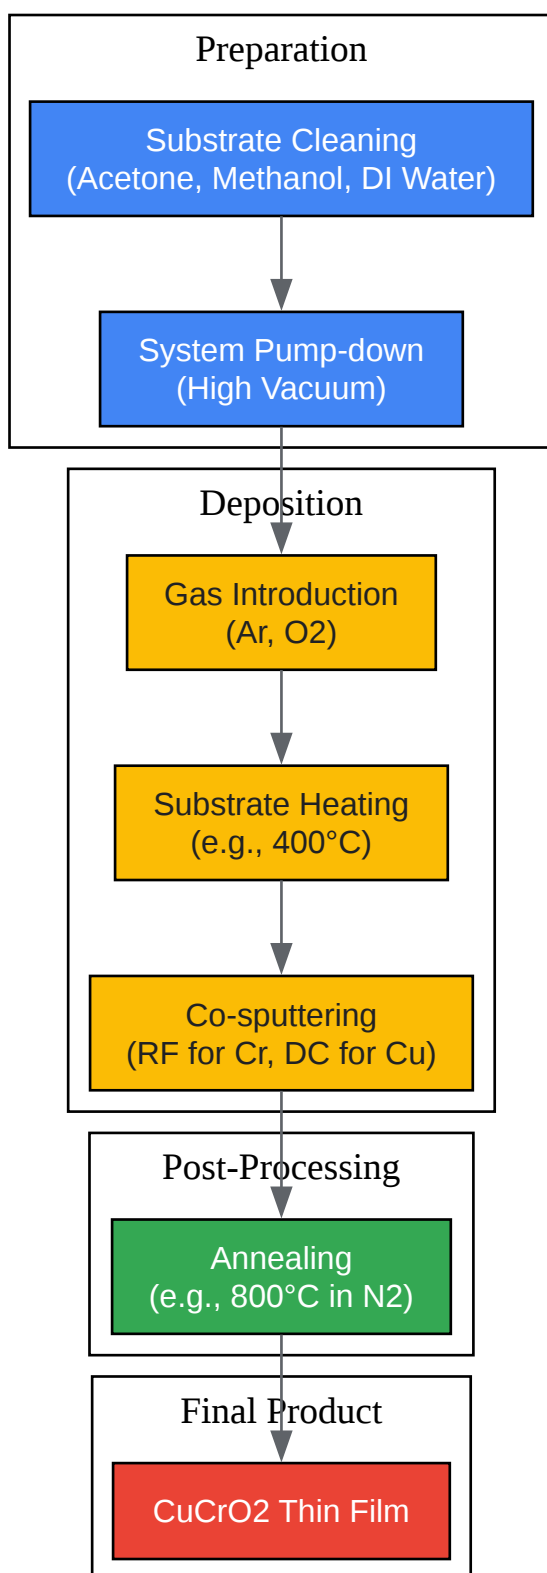 Preparation
Substrate Cleaning
(Acetone, Methanol, DI Water)
System Pump-down
(High Vacuum)
Deposition
Gas Introduction
(Ar, O2)
Substrate Heating
(e.g., 400°C)
Co-sputtering
(RF for Cr, DC for Cu)
Post-Processing
Annealing
(e.g., 800°C in N2)
Final Product
CuCrO2 Thin Film